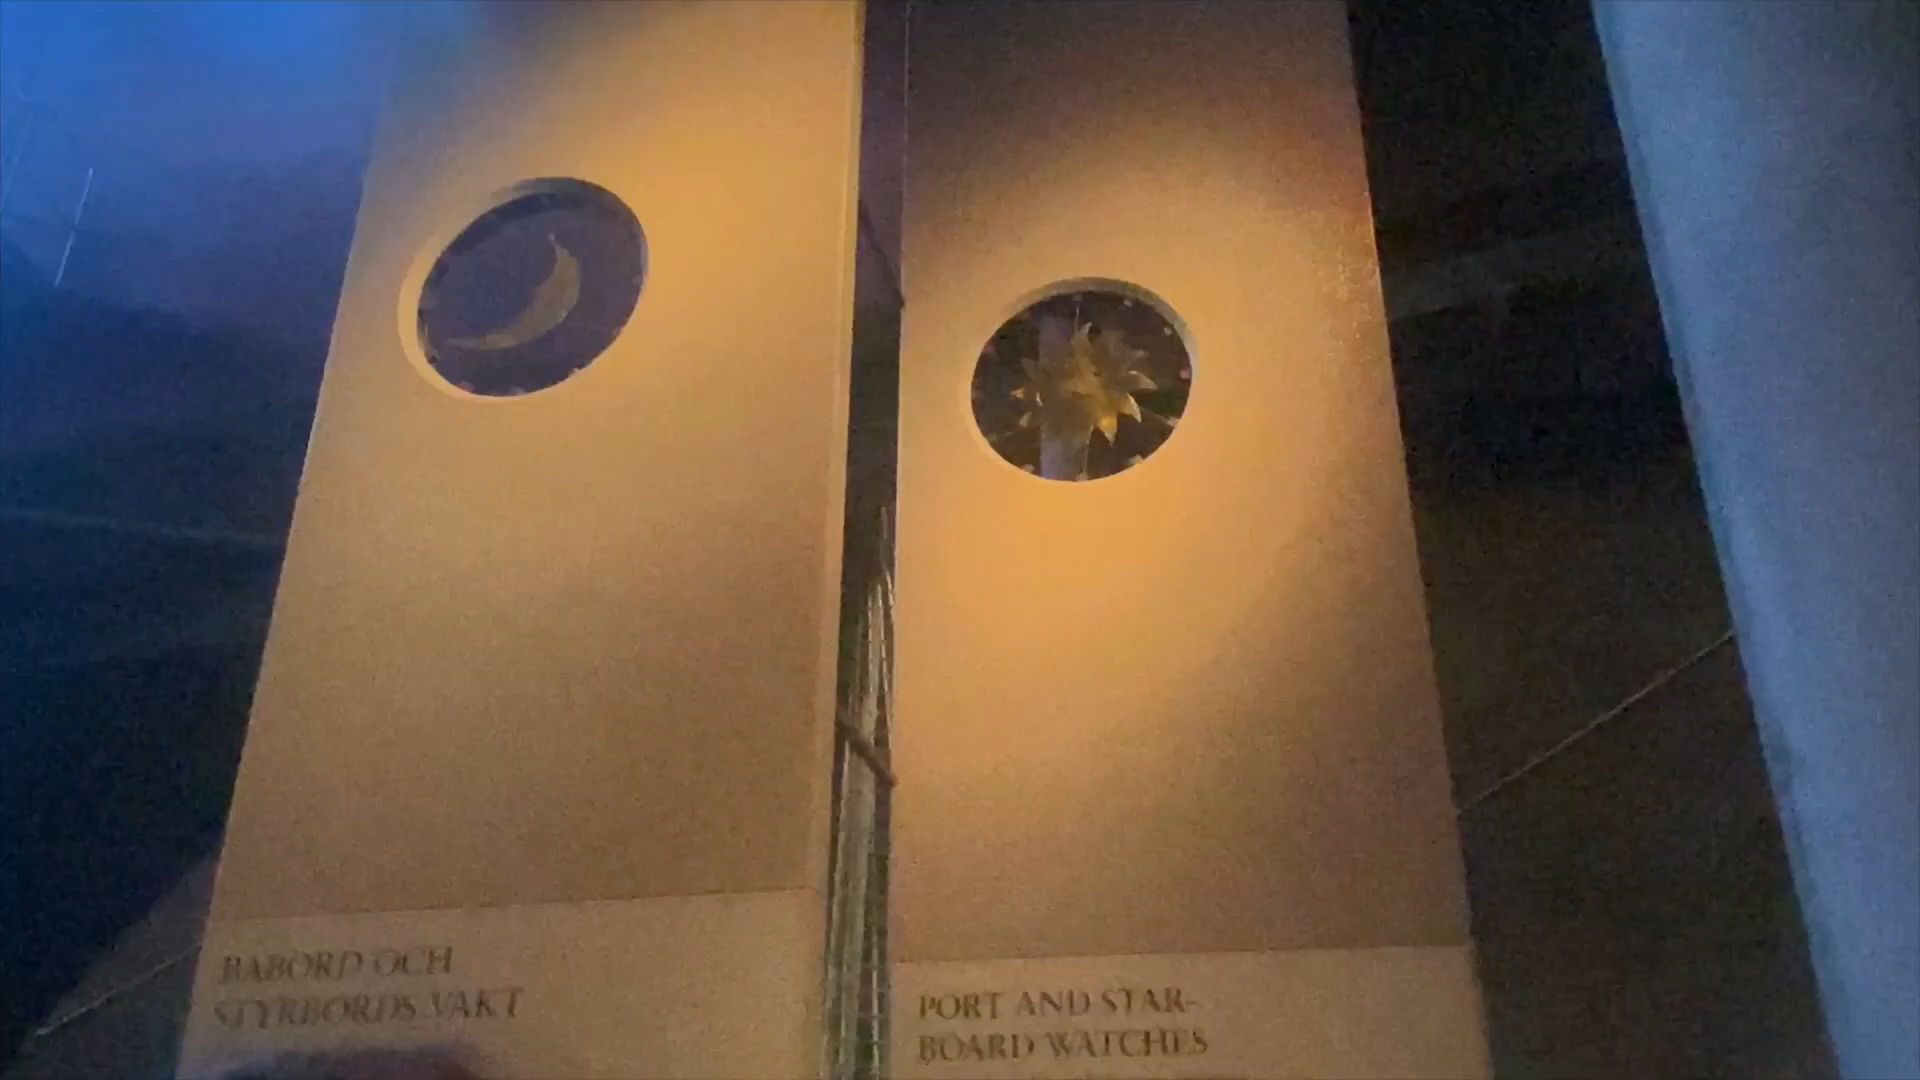 BABORD OCH
STYRBORDS VAKT
PORT AND STAR-
BOARD WATCHES